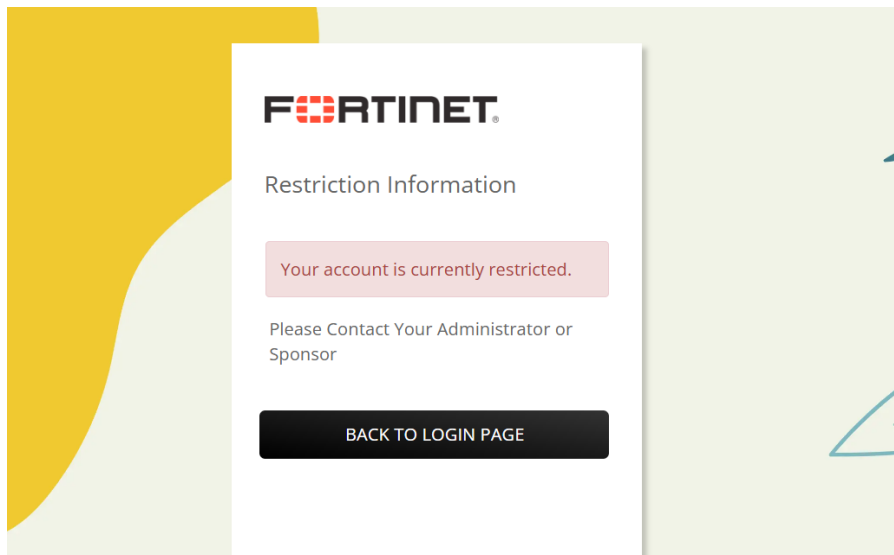 FORTINET®
Restriction Information
Your account is currently restricted.
Please Contact Your Administrator or
Sponsor
BACK TO LOGIN PAGE